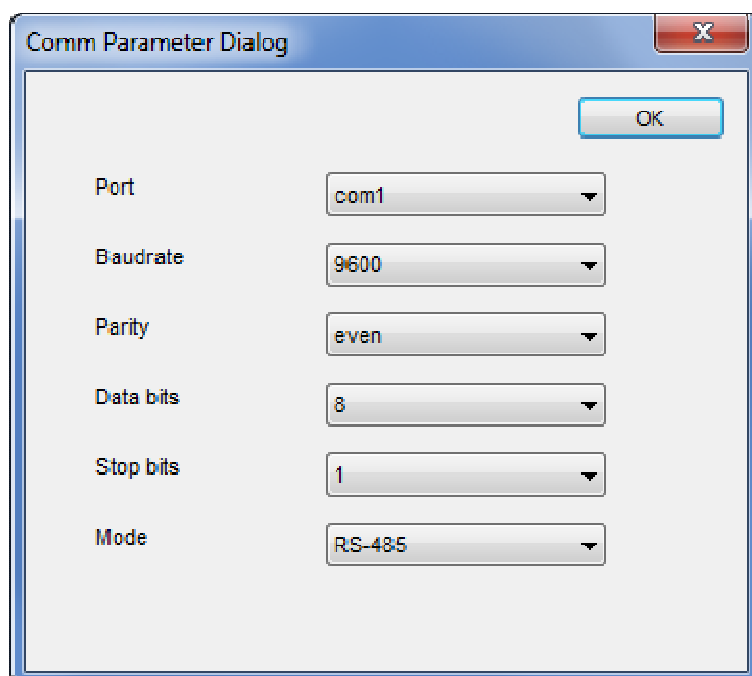 Comm Parameter Dialog
OK
Port com1
Baudrate 9600
Parity even
Data bits 8
Stop bits 1
Mode RS-485